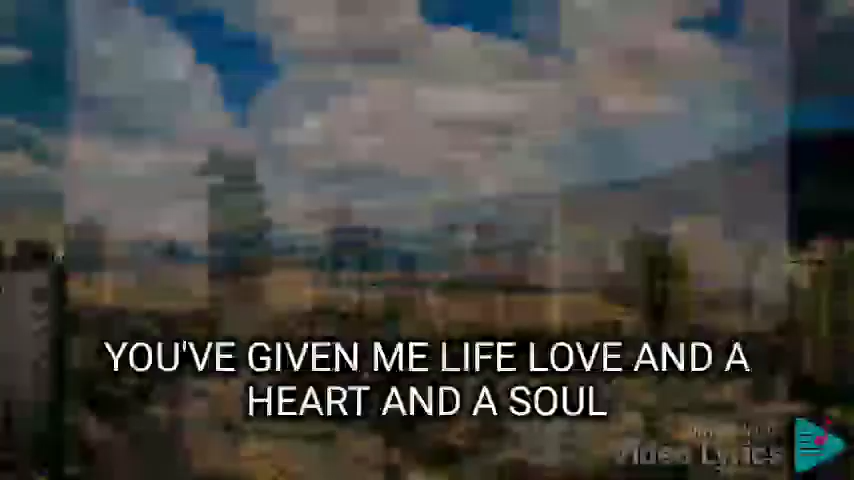 YOU'VE GIVEN ME LIFE LOVE AND A
HEART AND A SOUL
Video Lyrics